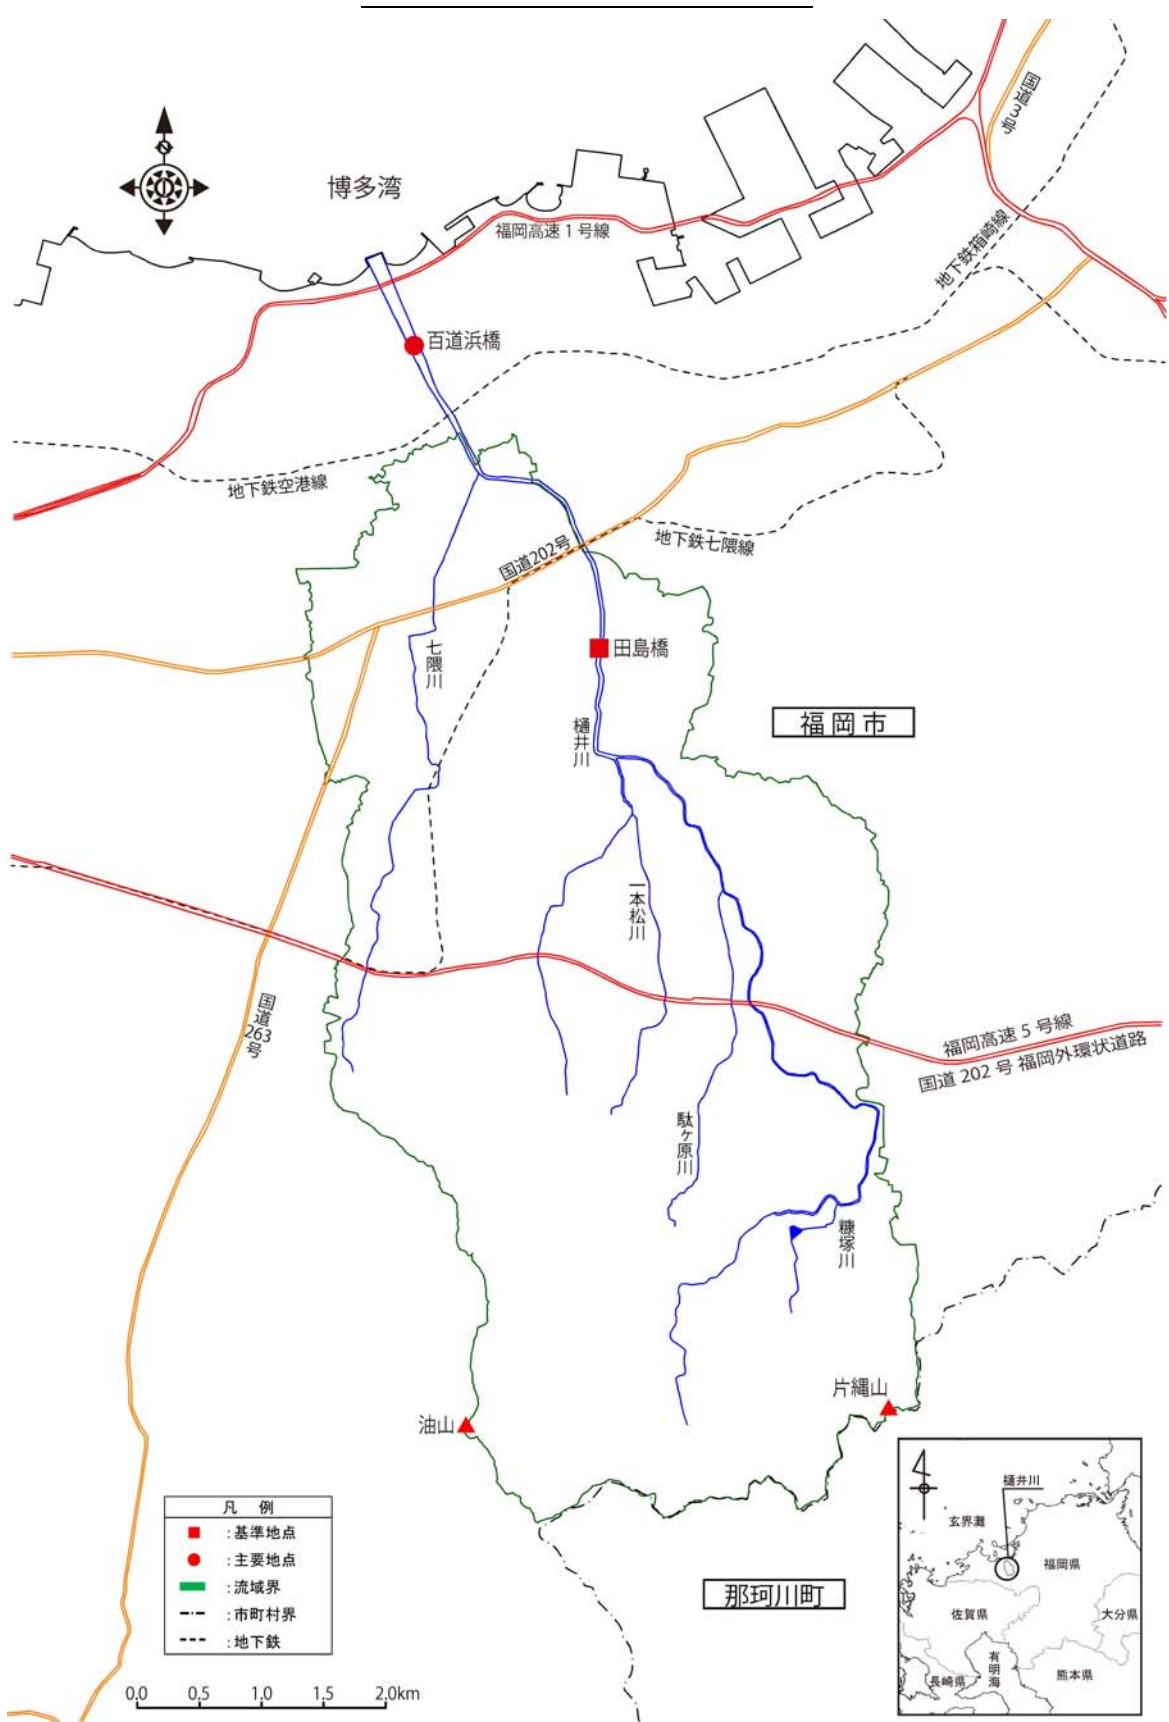 国道3号
N
博多湾
福岡高速1号線
地下鉄箱崎線
百道浜橋
地下鉄空港線
国道202号
地下鉄七隈線
七隈川
田島橋
樋井川
福岡市
一本松川
国道263号
福岡高速5号線
国道202号 福岡外環状道路
駄ヶ原川
糠塚川
片縄山
油山
凡 例
:基準地点
:主要地点
:流域界
:市町村界
:地下鉄
0.0 0.5 1.0 1.5 2.0km
那珂川町
樋井川
玄界灘
福岡県
佐賀県
大分県
有明海
長崎県
熊本県